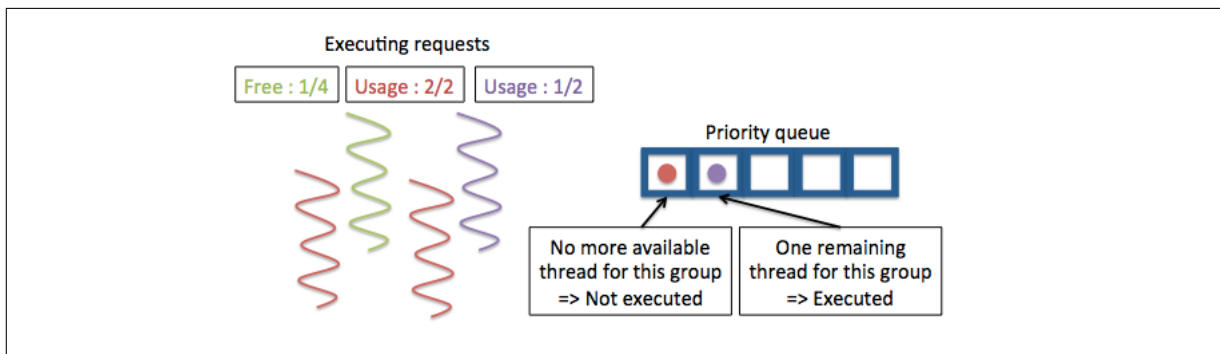 Executing requests
Free : 1/4
Usage : 2/2
Usage : 1/2
Priority queue
No more available
thread for this group
=> Not executed
One remaining
thread for this group
=> Executed